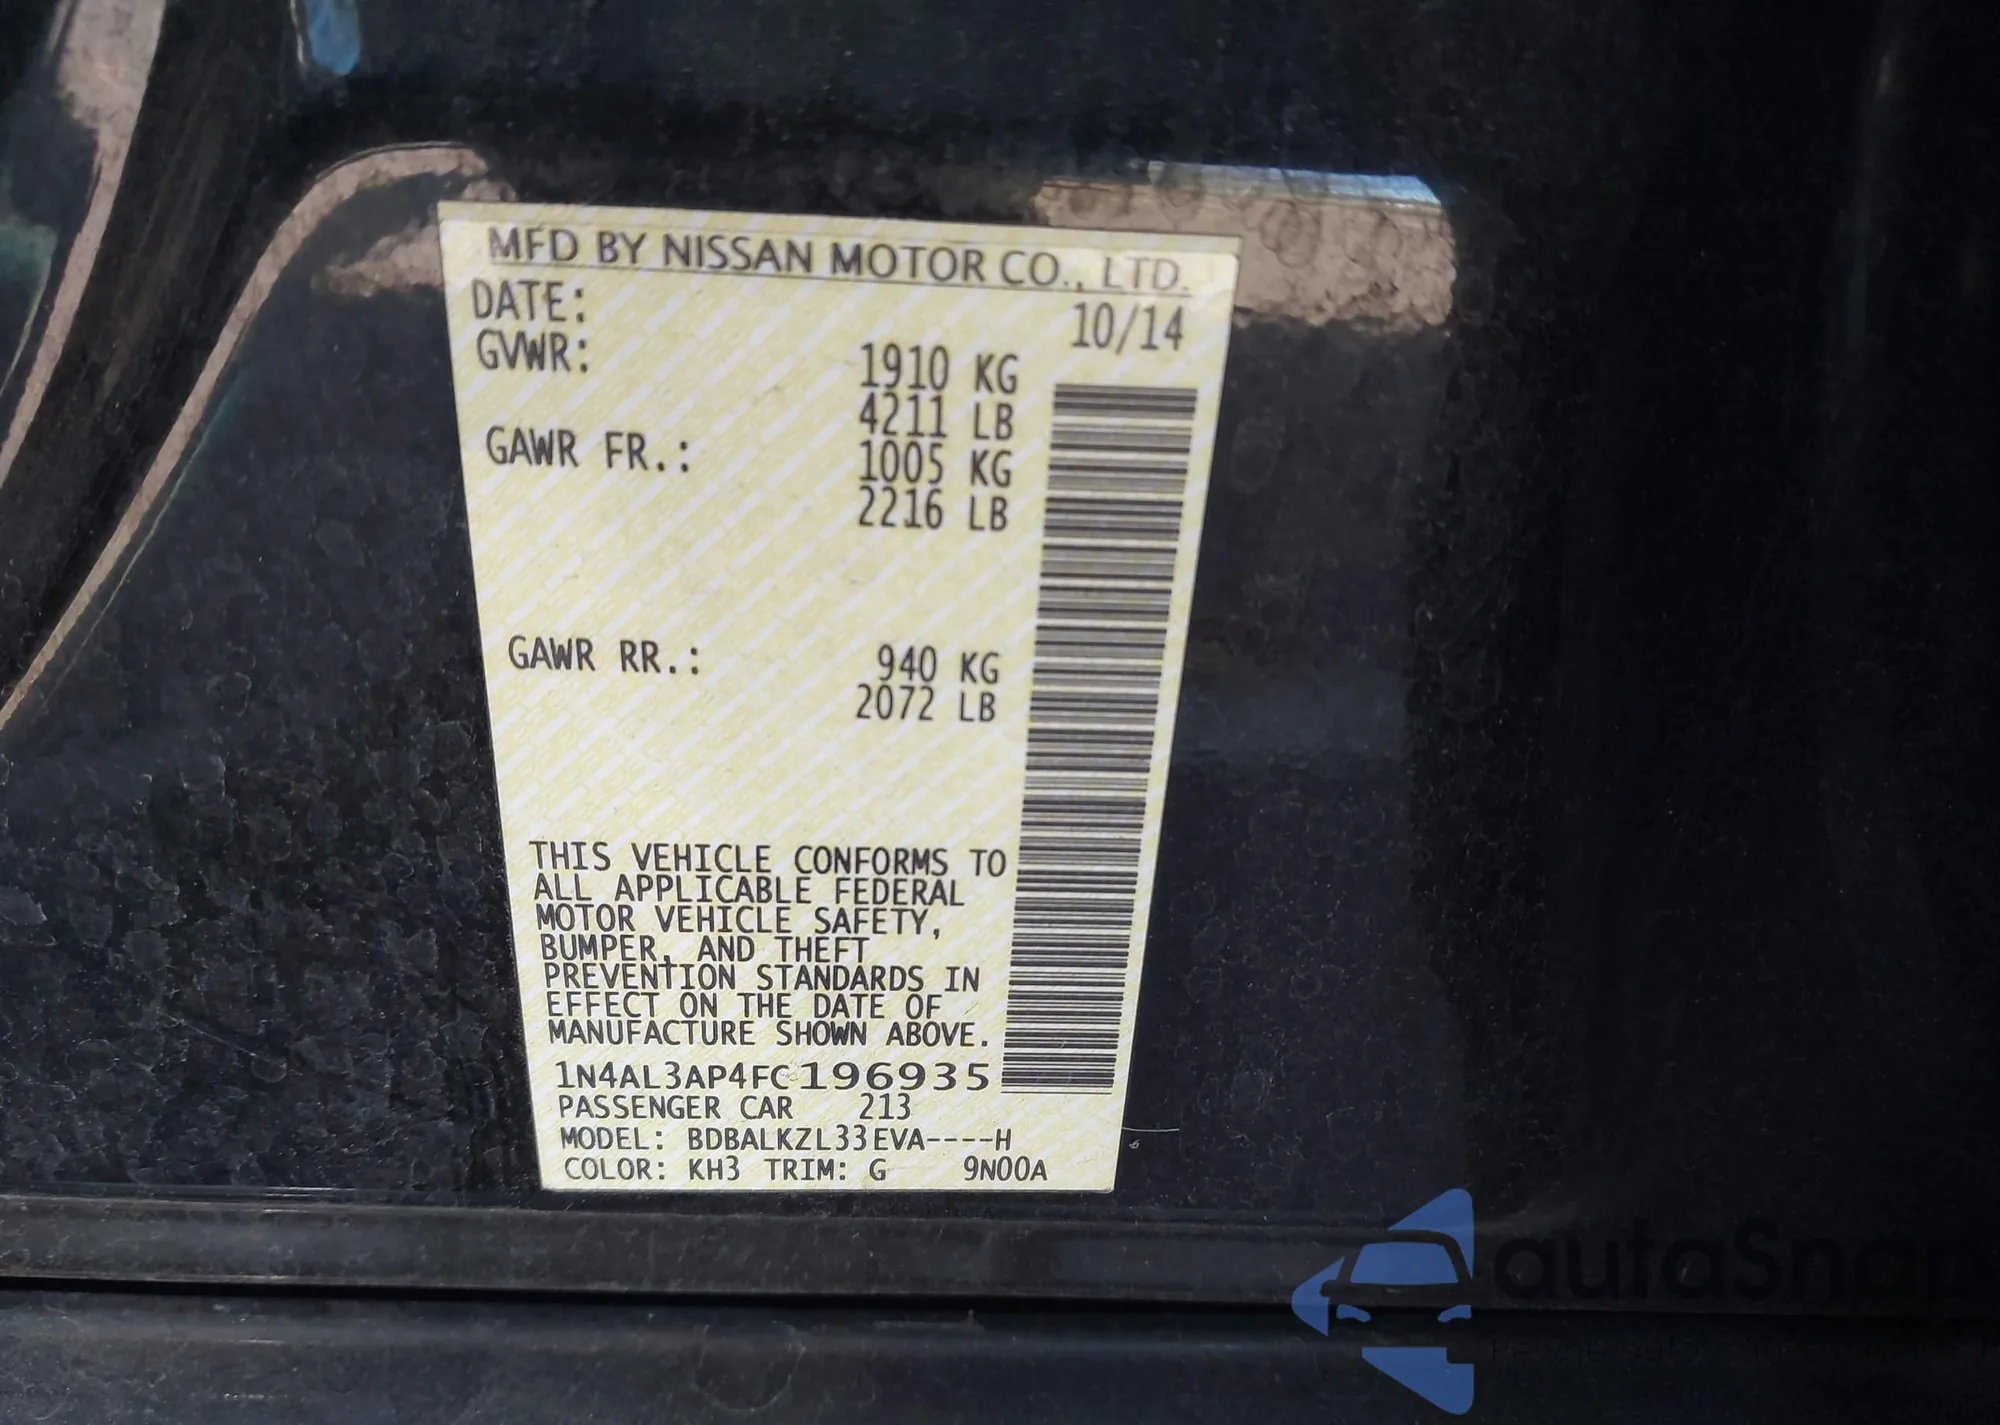 MFD BY NISSAN MOTOR CO., LTD.
DATE: 10/14
GVWR: 1910 KG
4211 LB
GAWR FR.: 1005 KG
2216 LB
GAWR RR.: 940 KG
2072 LB
THIS VEHICLE CONFORMS TO
ALL APPLICABLE FEDERAL
MOTOR VEHICLE SAFETY,
BUMPER, AND THEFT
PREVENTION STANDARDS IN
EFFECT ON THE DATE OF
MANUFACTURE SHOWN ABOVE.
1N4AL3AP4FC196935
PASSENGER CAR 213
MODEL: BDBALKZL33EVA----H
COLOR: KH3 TRIM: G 9N00A
autaSnap